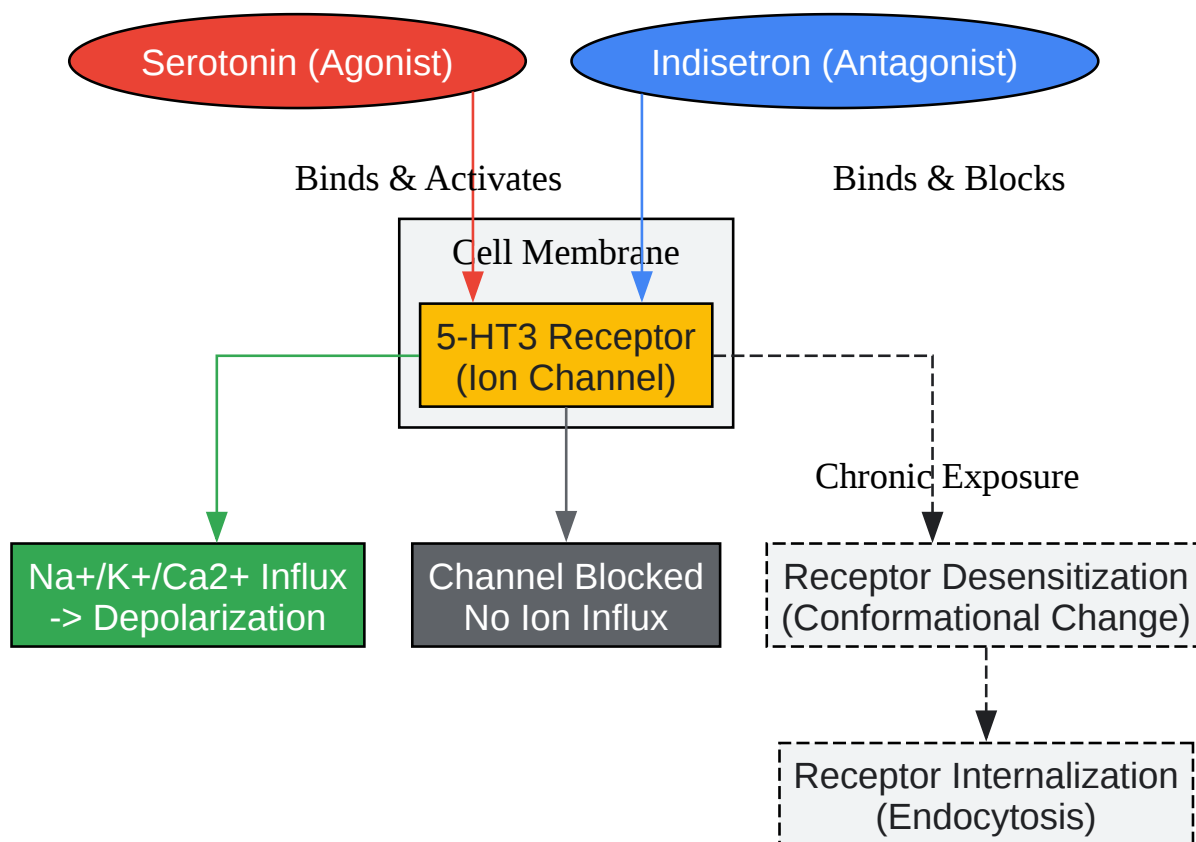 Serotonin (Agonist)
Indisetron (Antagonist)
Binds & Activates
Binds & Blocks
Cell Membrane
5-HT3 Receptor
(Ion Channel)
Chronic Exposure
Na+/K+/Ca2+ Influx
-> Depolarization
Channel Blocked
No Ion Influx
Receptor Desensitization
(Conformational Change)
Receptor Internalization
(Endocytosis)